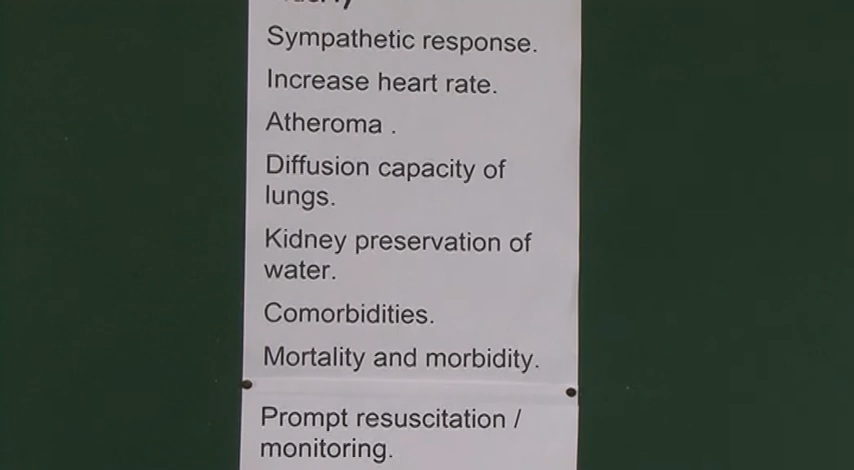 Sympathetic response.
Increase heart rate.
Atheroma .
Diffusion capacity of
lungs.
Kidney preservation of
water.
Comorbidities.
Mortality and morbidity.
Prompt resuscitation /
monitoring.